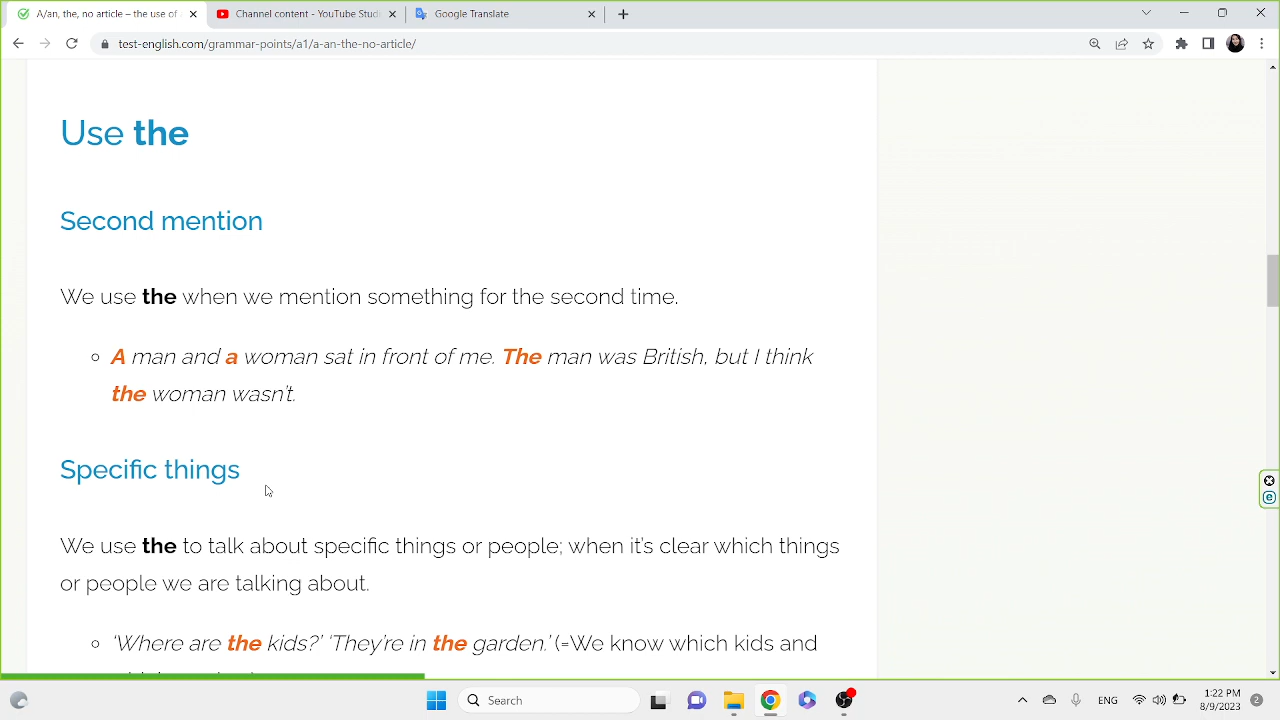 A/an, the, no article – the use of
Channel content - YouTube Studi
Google Translate
test-english.com/grammar-points/a1/a-an-the-no-article/
Use the
Second mention
We use the when we mention something for the second time.
A man and a woman sat in front of me. The man was British, but I think
the woman wasn't.
Specific things
We use the to talk about specific things or people; when it's clear which things
or people we are talking about.
'Where are the kids?' 'They're in the garden.' (=We know which kids and
Search
ENG
1:22 PM
8/9/2023
2